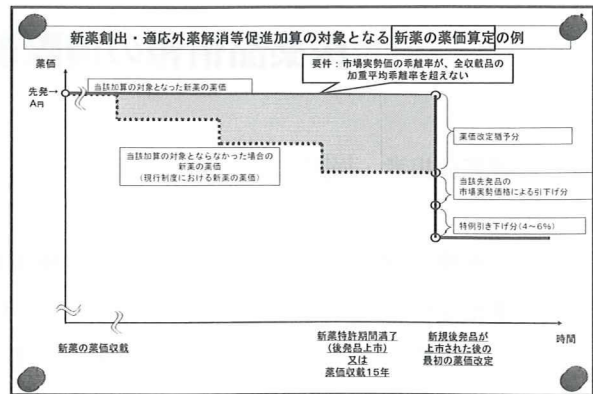 新薬創出・適応外薬解消等促進加算の対象となる 新薬の薬価算定の例
薬価
要件：市場実勢価の乖離率が、全収載品の
加重平均乖離率を超えない
当該加算の対象となった新薬の薬価
先発→
A円
薬価改定猶予分
当該加算の対象とならなかった場合の
新薬の薬価
(現行制度における新薬の薬価)
当該先発品の
市場実勢価格による引下げ分
特例引き下げ分(4～6%)
時間
新薬の薬価収載
新薬特許期間満了
(後発品上市)
又は
薬価収載15年
新規後発品が
上市された後の
最初の薬価改定